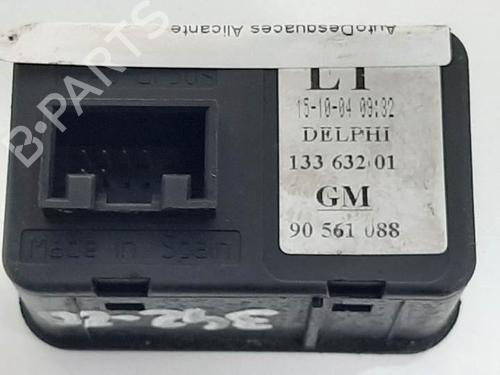 AutoDesguaces Alicante
LT
15-10-04 09:32
DELPHI
133 632 01
GM
90 561 088
Made in Spain
B-PARTS